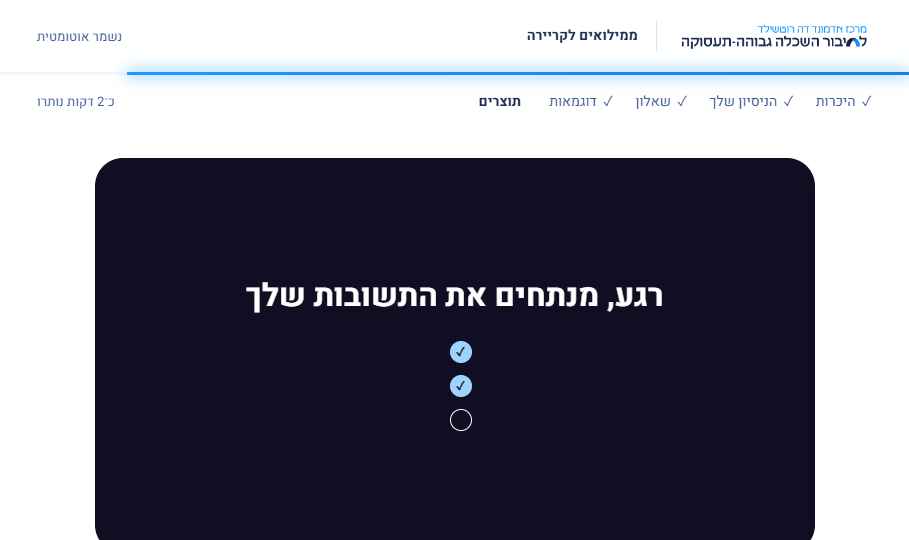 מרכז אדמונד דה רוטשילד
לחיבור השכלה גבוהה-תעסוקה
ממילואים לקריירה
נשמר אוטומטית
✓ היכרות
✓ הניסיון שלך
✓ שאלון
✓ דוגמאות
תוצרים
כ־2 דקות נותרו
רגע, מנתחים את התשובות שלך